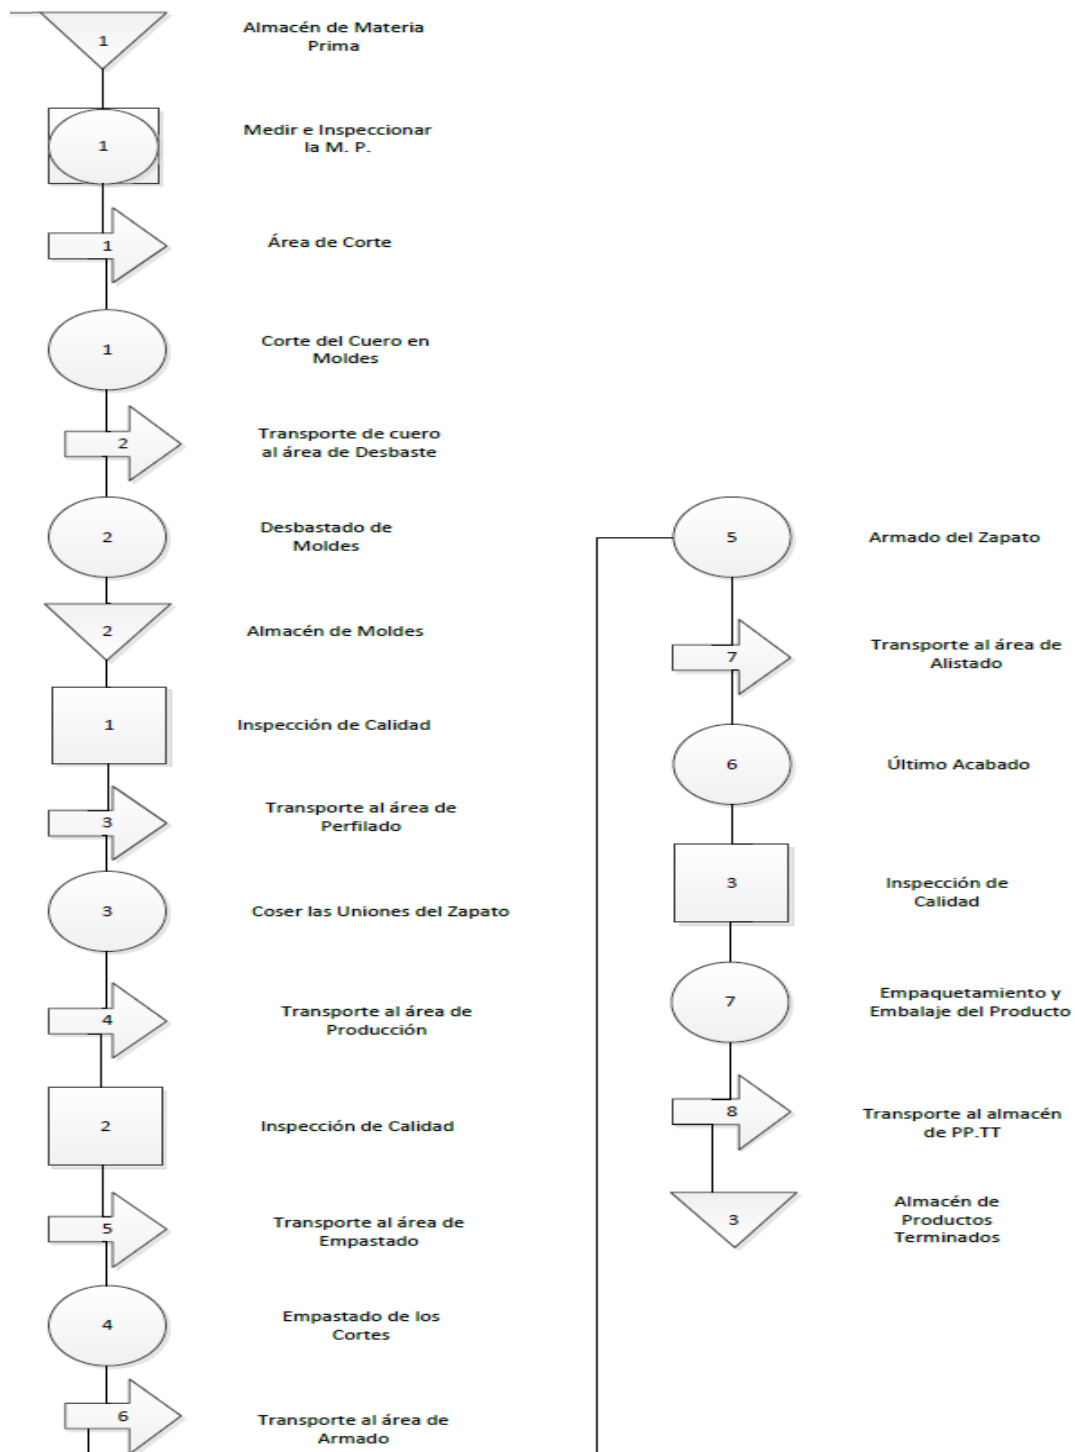 1
Almacén de Materia
Prima
1
Medir e Inspeccionar
la M. P.
1
Área de Corte
1
Corte del Cuero en
Moldes
2
Transporte de cuero
al área de Desbaste
2
Desbastado de
Moldes
2
Almacén de Moldes
1
Inspección de Calidad
3
Transporte al área de
Perfilado
3
Coser las Uniones del Zapato
4
Transporte al área de
Producción
2
Inspección de Calidad
5
Transporte al área de
Empastado
4
Empastado de los
Cortes
6
Transporte al área de
Armado
5
Armado del Zapato
7
Transporte al área de
Alistado
6
Último Acabado
3
Inspección de
Calidad
7
Empaquetamiento y
Embalaje del Producto
8
Transporte al almacén
de PP.TT
3
Almacén de
Productos
Terminados